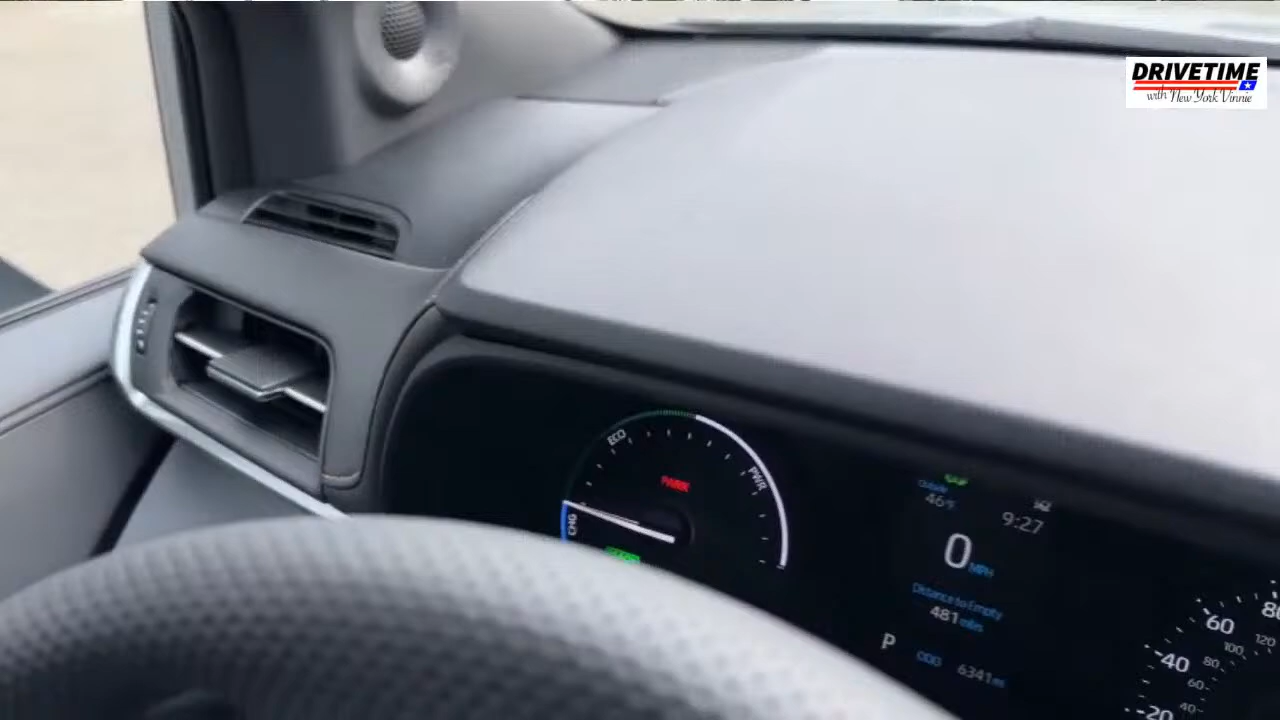 DRIVETIME
with New York Vinnie
ECO
PWR
PARK
CHG
Outside
46°F
9:27
0 MPH
Distance to Empty
481 miles
P
ODO 6341 mi
80
60
120
100
40
80
60
40
20